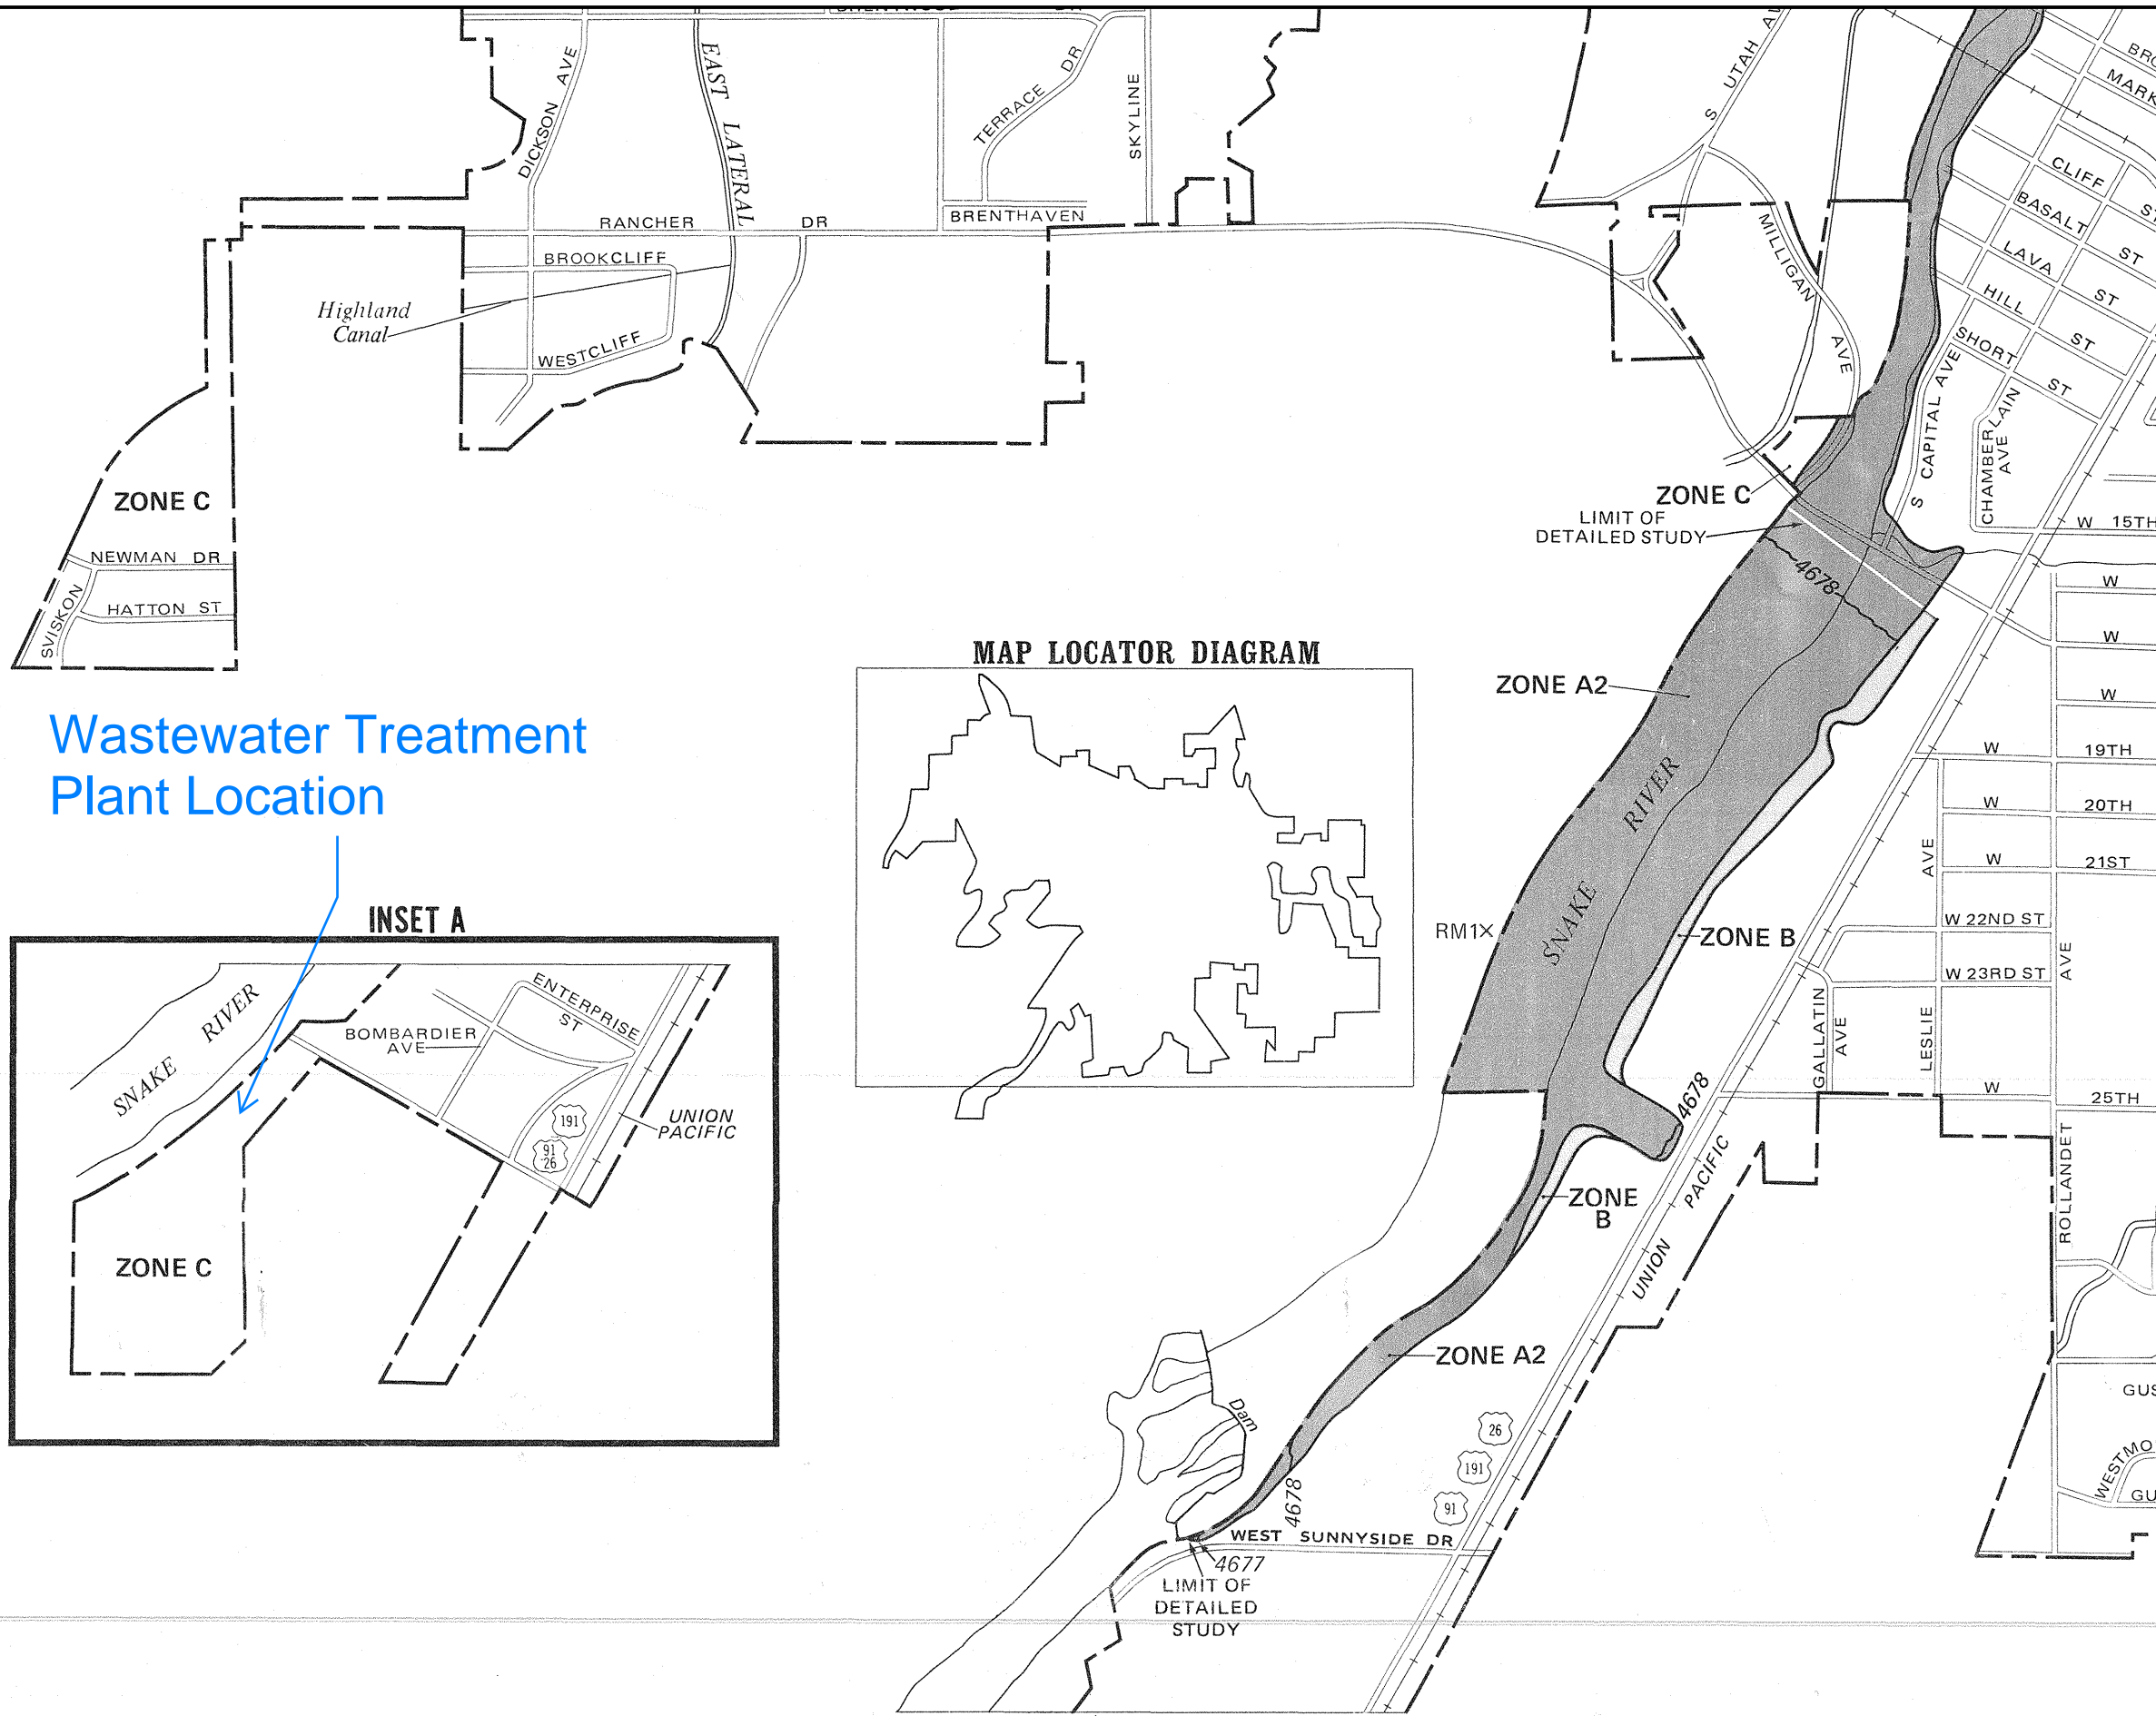 DICKSON AVE
EAST LATERAL
TERRACE DR
SKYLINE
S UTAH
MARK
CLIFF
BASALT ST
LAVA ST
HILL ST
SHORT ST
RANCHER DR
BRENTHAVEN
BROOKCLIFF
MILLIGAN AVE
Highland
Canal
WESTCLIFF
S CAPITAL AVE
CHAMBERLAIN
AVE
ZONE C
NEWMAN DR
HATTON ST
SVISKON
ZONE C
LIMIT OF
DETAILED STUDY
W 15TH
4678
W
W
W
MAP LOCATOR DIAGRAM
ZONE A2
Wastewater Treatment
Plant Location
SNAKE RIVER
W 19TH
W 20TH
W 21ST
AVE
W 22ND ST
W 23RD ST
AVE
RM1X
ZONE B
GALLATIN
AVE
LESLIE
W 25TH
ROLLANDET
INSET A
SNAKE RIVER
ENTERPRISE
ST
BOMBARDIER
AVE
191
91
26
UNION
PACIFIC
ZONE C
4678
UNION PACIFIC
ZONE
B
ZONE A2
Dam
4678
26
191
91
WEST SUNNYSIDE DR
4677
LIMIT OF
DETAILED
STUDY
GUS
WESTMO
GU